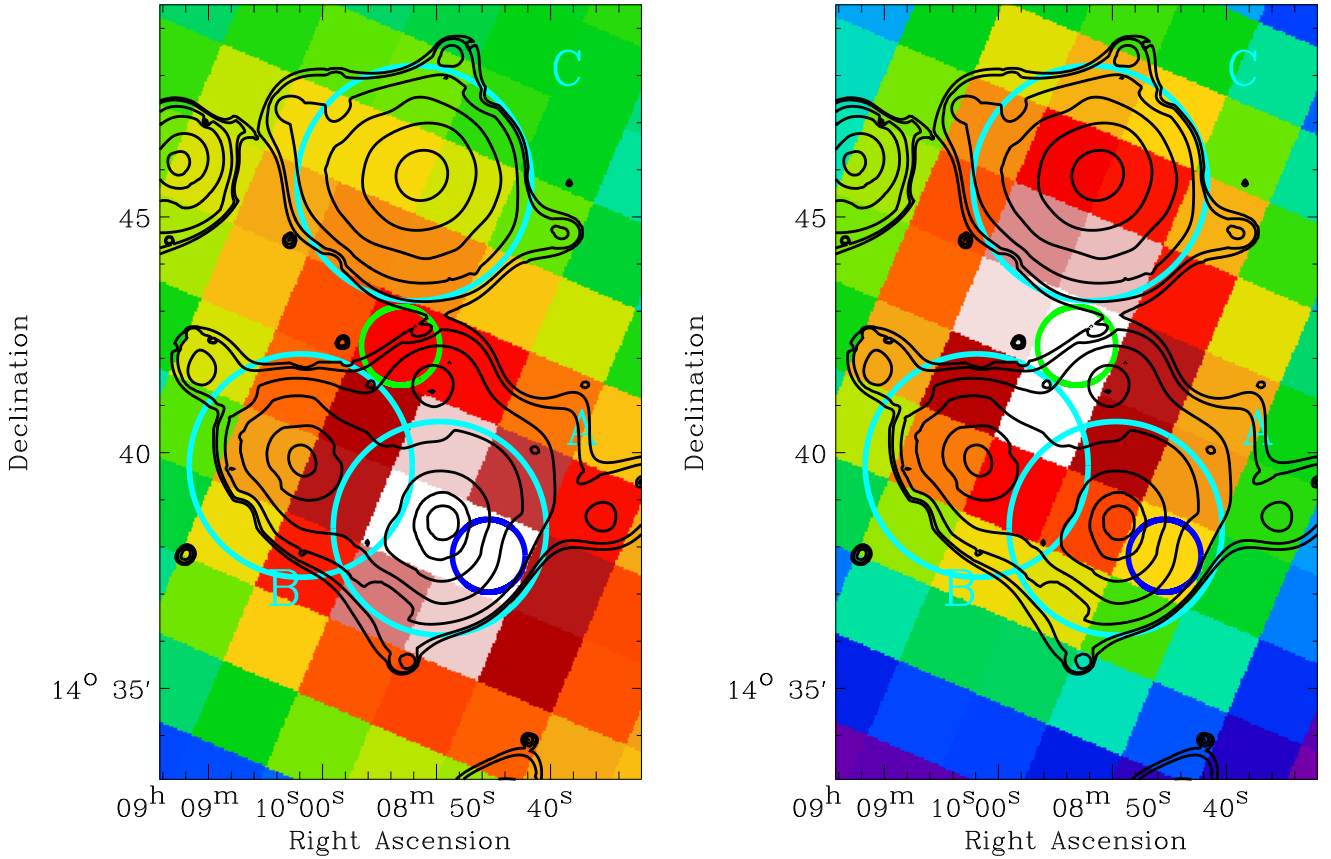 C C
45 45
A A
40 40
B B
14° 35′ 14° 35′
09ʰ 09ᵐ 10ˢ 00ˢ 08ᵐ 50ˢ 40ˢ 09ʰ 09ᵐ 10ˢ 00ˢ 08ᵐ 50ˢ 40ˢ
Right Ascension Right Ascension
Declination
Declination